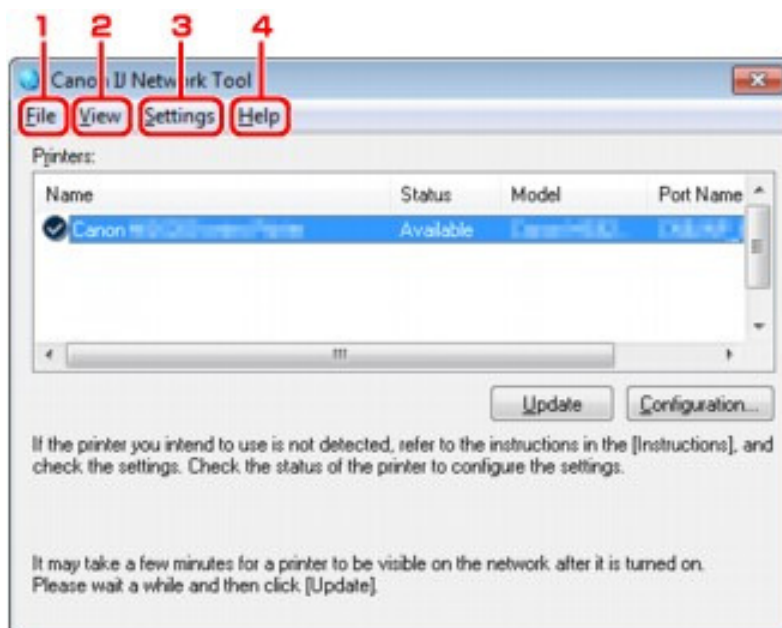 1 2 3 4
Canon IJ Network Tool
File View Settings Help
Printers:
Name Status Model Port Name
Canon Available
Update Configuration...
If the printer you intend to use is not detected, refer to the instructions in the [Instructions], and
check the settings. Check the status of the printer to configure the settings.
It may take a few minutes for a printer to be visible on the network after it is turned on.
Please wait a while and then click [Update].